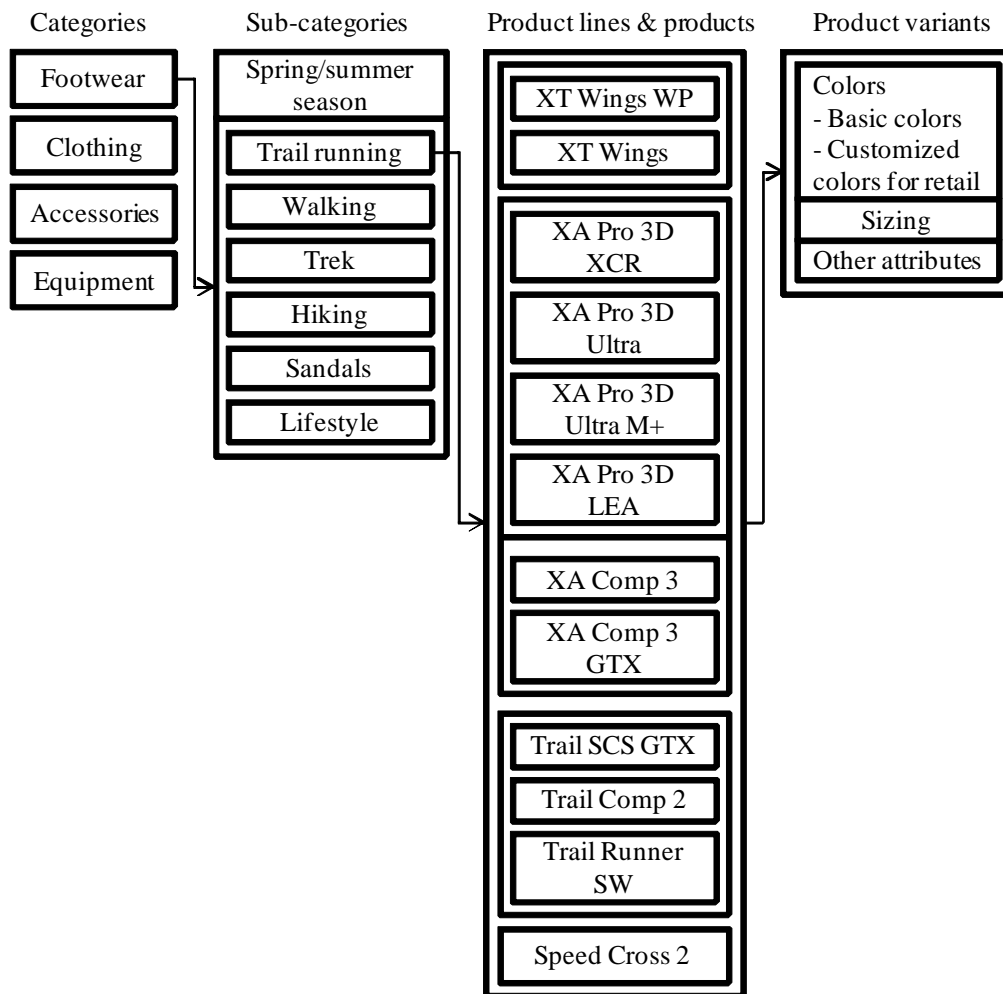 Categories
Footwear
Clothing
Accessories
Equipment
Sub-categories
Spring/summer
season
Trail running
Walking
Trek
Hiking
Sandals
Lifestyle
Product lines & products
XT Wings WP
XT Wings
XA Pro 3D
XCR
XA Pro 3D
Ultra
XA Pro 3D
Ultra M+
XA Pro 3D
LEA
XA Comp 3
XA Comp 3
GTX
Trail SCS GTX
Trail Comp 2
Trail Runner
SW
Speed Cross 2
Product variants
Colors
- Basic colors
- Customized
colors for retail
Sizing
Other attributes